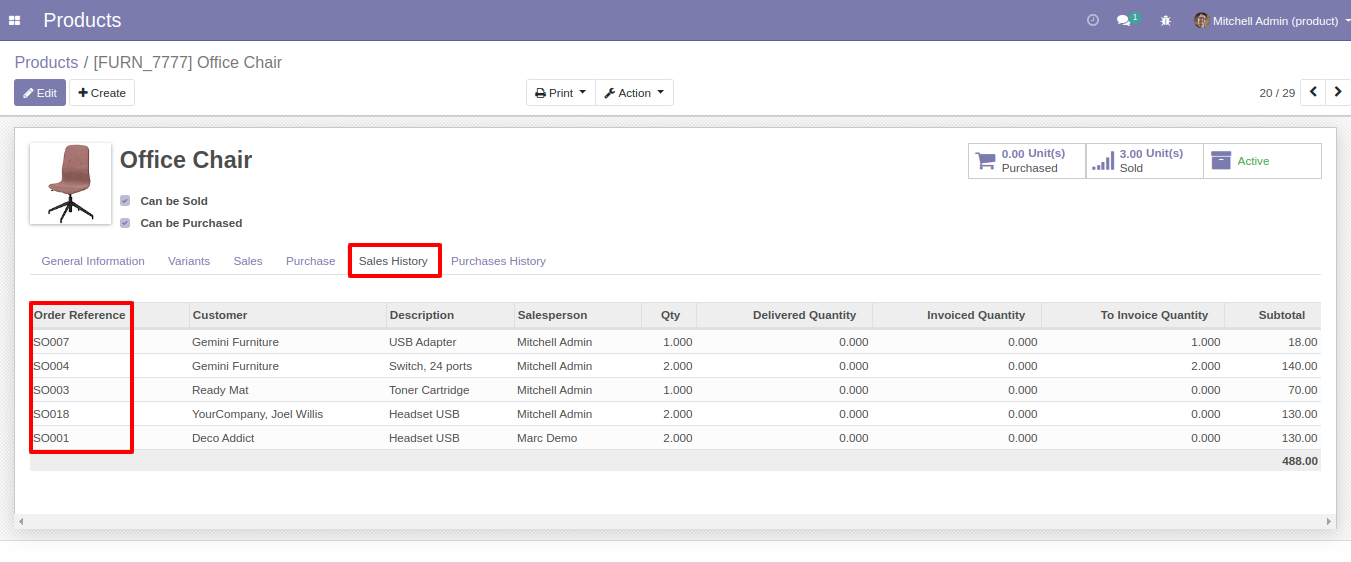 Products 1 Mitchell Admin (product)
Products / [FURN_7777] Office Chair
Edit Create Print Action 20 / 29
Office Chair
0.00 Unit(s) Purchased
3.00 Unit(s) Sold
Active
Can be Sold
Can be Purchased
General Information Variants Sales Purchase Sales History Purchases History
Order Reference Customer Description Salesperson Qty Delivered Quantity Invoiced Quantity To Invoice Quantity Subtotal
SO007 Gemini Furniture USB Adapter Mitchell Admin 1.000 0.000 0.000 1.000 18.00
SO004 Gemini Furniture Switch, 24 ports Mitchell Admin 2.000 0.000 0.000 2.000 140.00
SO003 Ready Mat Toner Cartridge Mitchell Admin 1.000 0.000 0.000 0.000 70.00
SO018 YourCompany, Joel Willis Headset USB Mitchell Admin 2.000 0.000 0.000 0.000 130.00
SO001 Deco Addict Headset USB Marc Demo 2.000 0.000 0.000 0.000 130.00
488.00